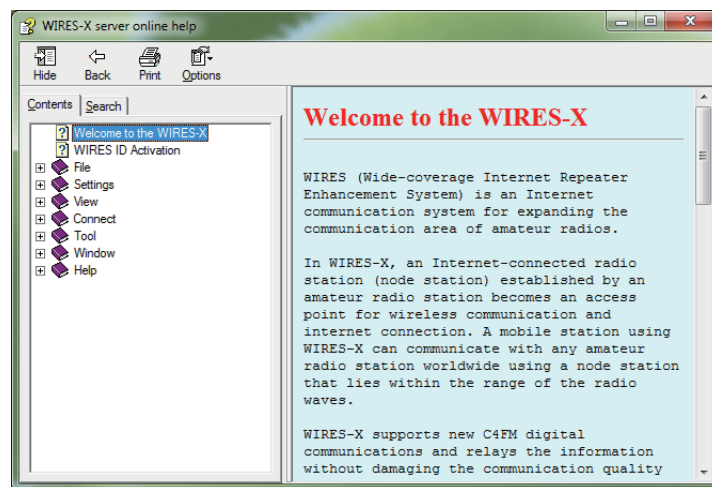 WIRES-X server online help
Hide Back Print Options
Contents Search
Welcome to the WIRES-X
WIRES ID Activation
File
Settings
View
Connect
Tool
Window
Help
Welcome to the WIRES-X
WIRES (Wide-coverage Internet Repeater
Enhancement System) is an Internet
communication system for expanding the
communication area of amateur radios.
In WIRES-X, an Internet-connected radio
station (node station) established by an
amateur radio station becomes an access
point for wireless communication and
internet connection. A mobile station using
WIRES-X can communicate with any amateur
radio station worldwide using a node station
that lies within the range of the radio
waves.
WIRES-X supports new C4FM digital
communications and relays the information
without damaging the communication quality